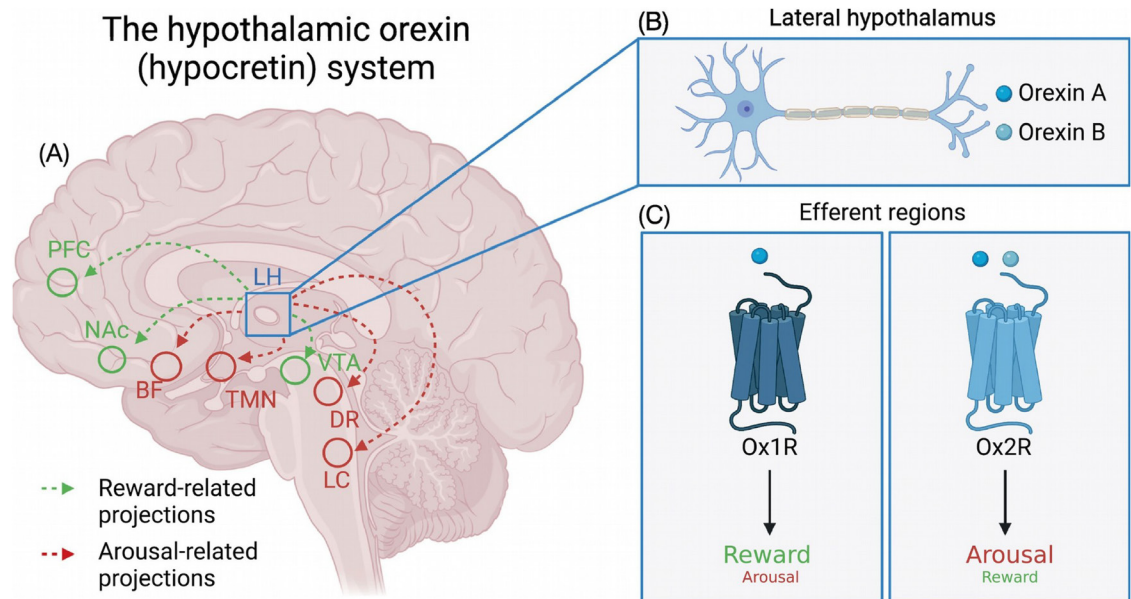 The hypothalamic orexin
(hypocretin) system
(A)
PFC
NAc
LH
BF
TMN
VTA
DR
LC
Reward-related
projections
Arousal-related
projections
(B)
Lateral hypothalamus
Orexin A
Orexin B
(C)
Efferent regions
Ox1R
Reward
Arousal
Ox2R
Arousal
Reward